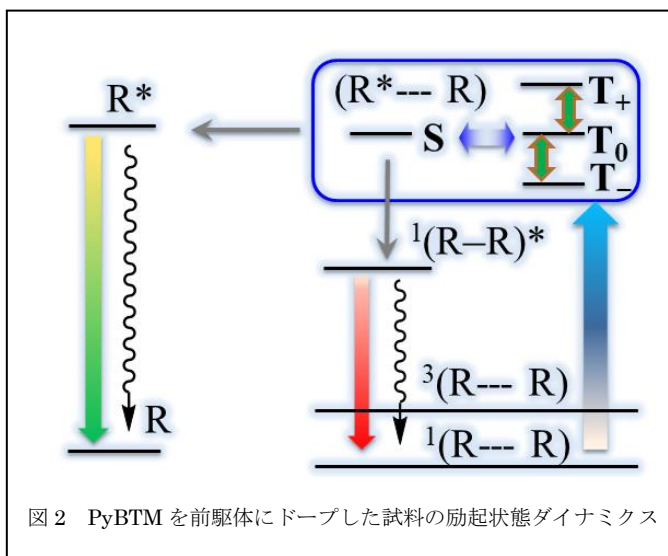 R*
(R*--- R)
T₊
S
T₀
T₋
¹(R–R)*
³(R--- R)
R
¹(R--- R)
図 2 PyBTM を前駆体にドープした試料の励起状態ダイナミクス